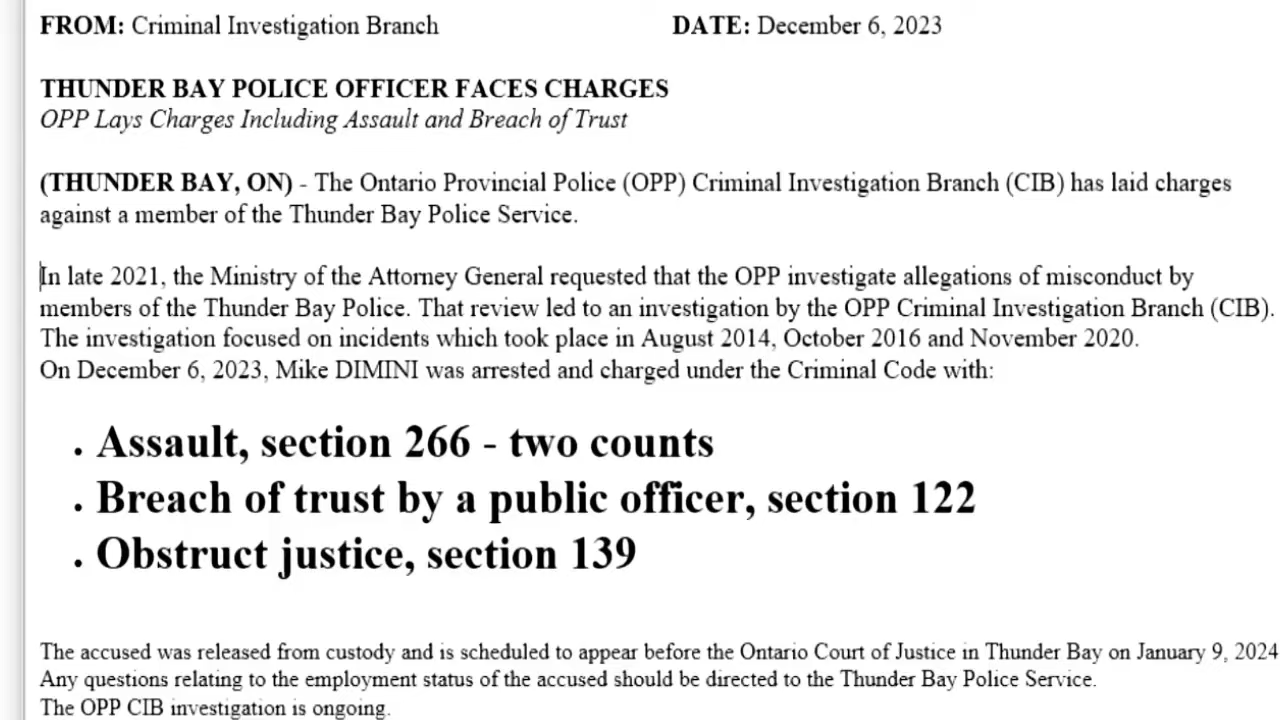 FROM: Criminal Investigation Branch DATE: December 6, 2023
THUNDER BAY POLICE OFFICER FACES CHARGES
OPP Lays Charges Including Assault and Breach of Trust
(THUNDER BAY, ON) - The Ontario Provincial Police (OPP) Criminal Investigation Branch (CIB) has laid charges
against a member of the Thunder Bay Police Service.
In late 2021, the Ministry of the Attorney General requested that the OPP investigate allegations of misconduct by
members of the Thunder Bay Police. That review led to an investigation by the OPP Criminal Investigation Branch (CIB).
The investigation focused on incidents which took place in August 2014, October 2016 and November 2020.
On December 6, 2023, Mike DIMINI was arrested and charged under the Criminal Code with:
• Assault, section 266 - two counts
• Breach of trust by a public officer, section 122
• Obstruct justice, section 139
The accused was released from custody and is scheduled to appear before the Ontario Court of Justice in Thunder Bay on January 9, 2024
Any questions relating to the employment status of the accused should be directed to the Thunder Bay Police Service.
The OPP CIB investigation is ongoing.